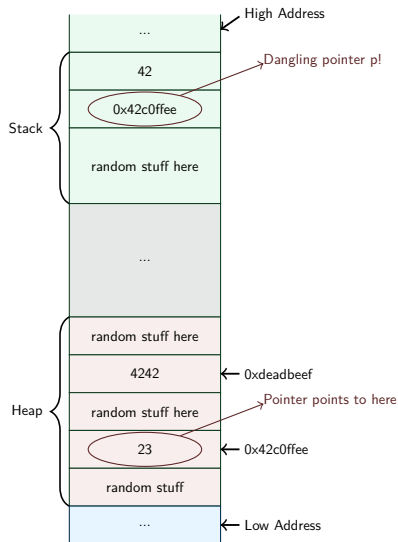 High Address
...
Dangling pointer p!
42
0x42c0ffee
Stack
random stuff here
...
random stuff here
4242
0xdeadbeef
Pointer points to here
Heap
random stuff here
23
0x42c0ffee
random stuff
...
Low Address